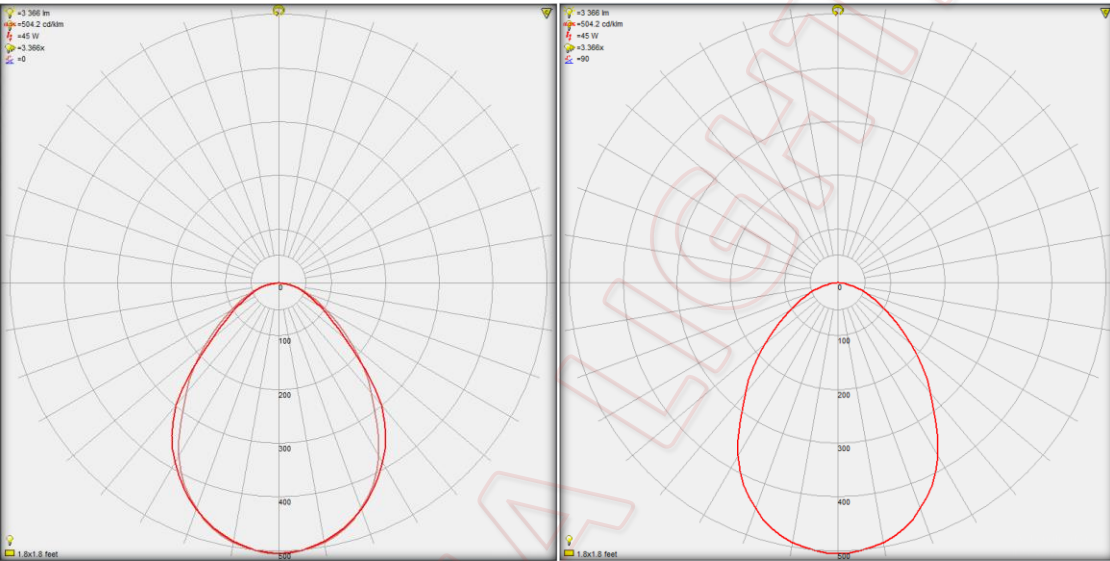 =3 366 lm
=504.2 cd/klm
=45 W
=3.366x
=0
0
100
200
300
400
500
1.8x1.8 feet
=3 366 lm
=504.2 cd/klm
=45 W
=3.366x
=90
0
100
200
300
400
500
1.8x1.8 feet
A LIGHT